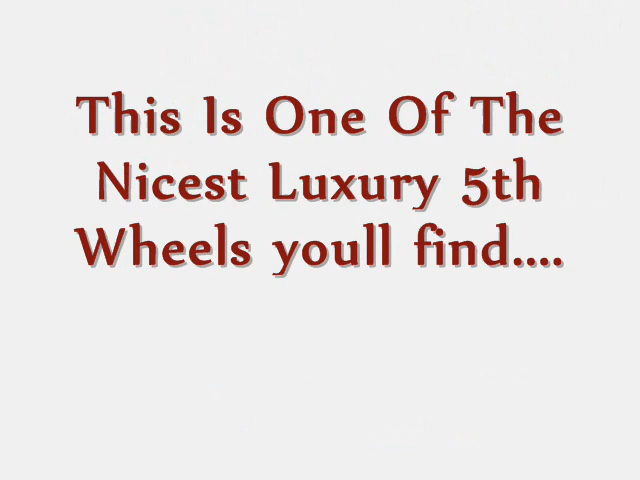 This Is One Of The
Nicest Luxury 5th
Wheels youll find....